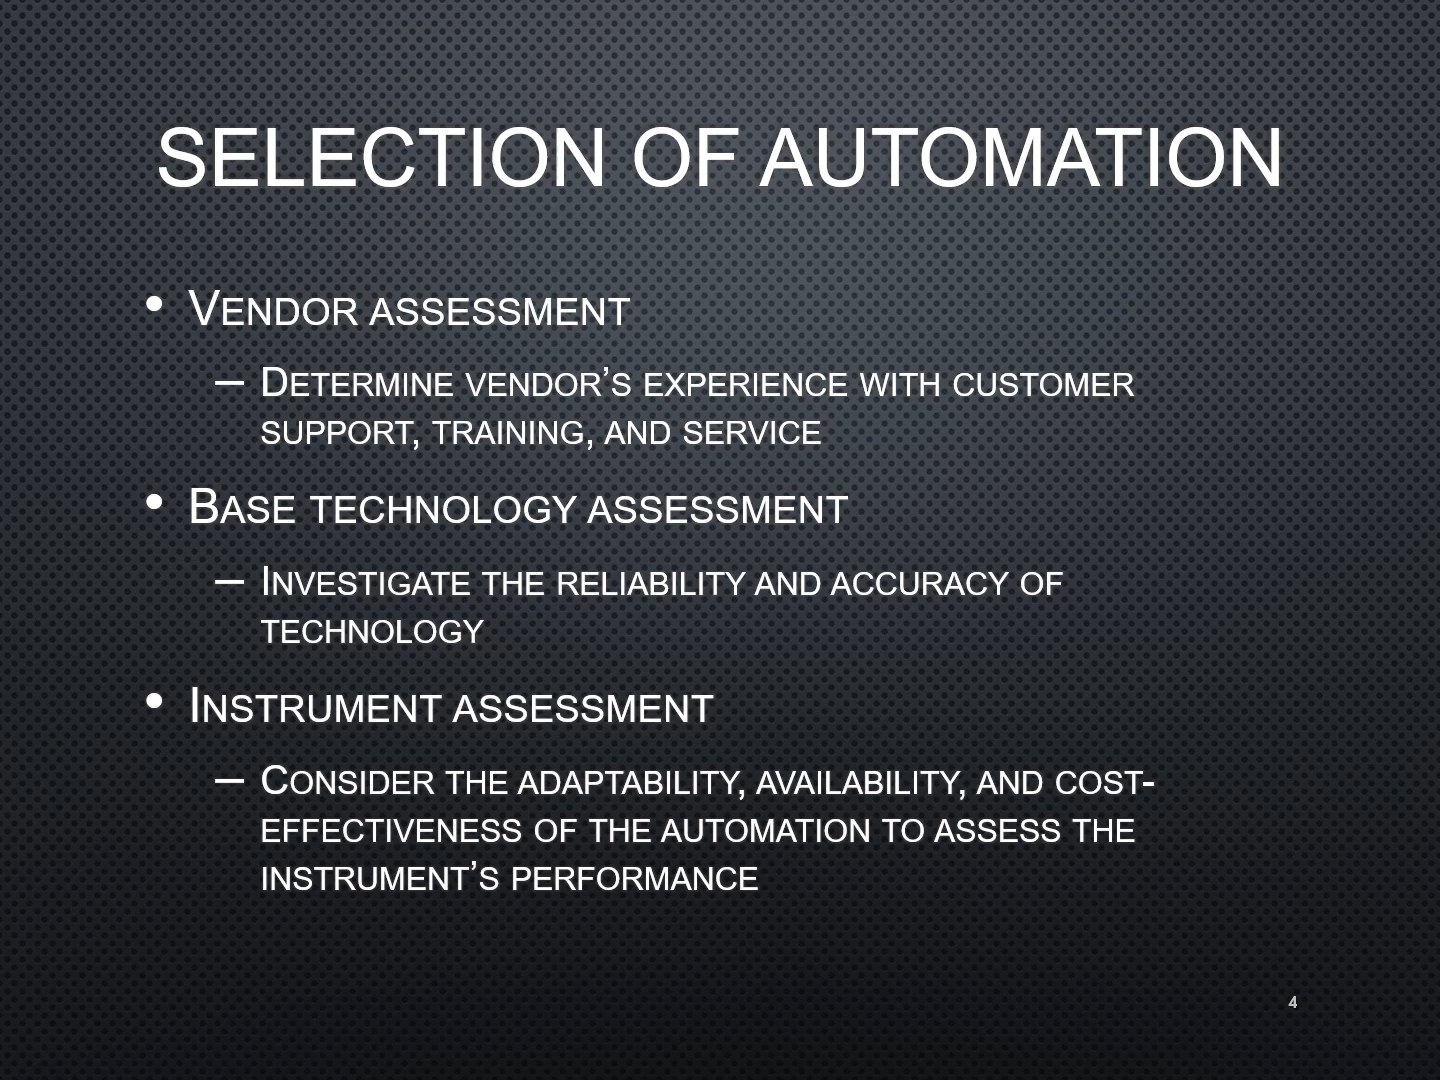 SELECTION OF AUTOMATION
• VENDOR ASSESSMENT
– DETERMINE VENDOR’S EXPERIENCE WITH CUSTOMER
SUPPORT, TRAINING, AND SERVICE
• BASE TECHNOLOGY ASSESSMENT
– INVESTIGATE THE RELIABILITY AND ACCURACY OF
TECHNOLOGY
• INSTRUMENT ASSESSMENT
– CONSIDER THE ADAPTABILITY, AVAILABILITY, AND COST-
EFFECTIVENESS OF THE AUTOMATION TO ASSESS THE
INSTRUMENT’S PERFORMANCE
4